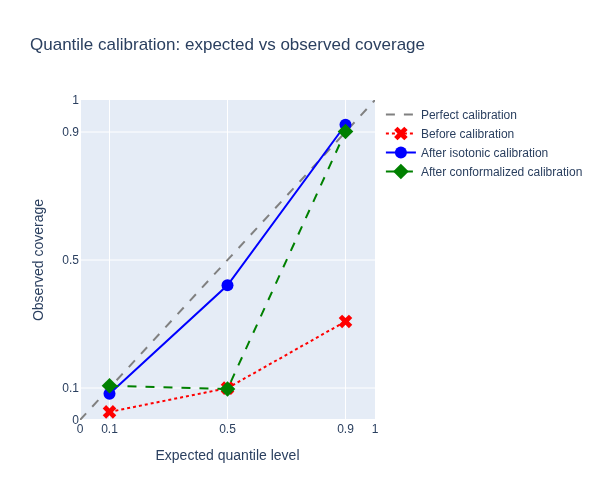 Quantile calibration: expected vs observed coverage
Perfect calibration
Before calibration
After isotonic calibration
After conformalized calibration
Observed coverage
1
0.9
0.5
0.1
0
0 0.1 0.5 0.9 1
Expected quantile level